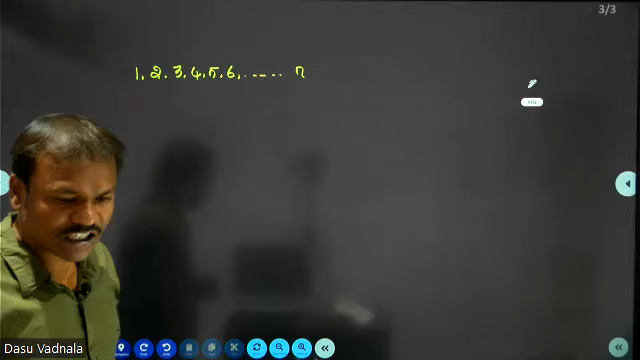 3/3
1, 2, 3, 4, 5, 6, ...... n
Dasu Vadnala